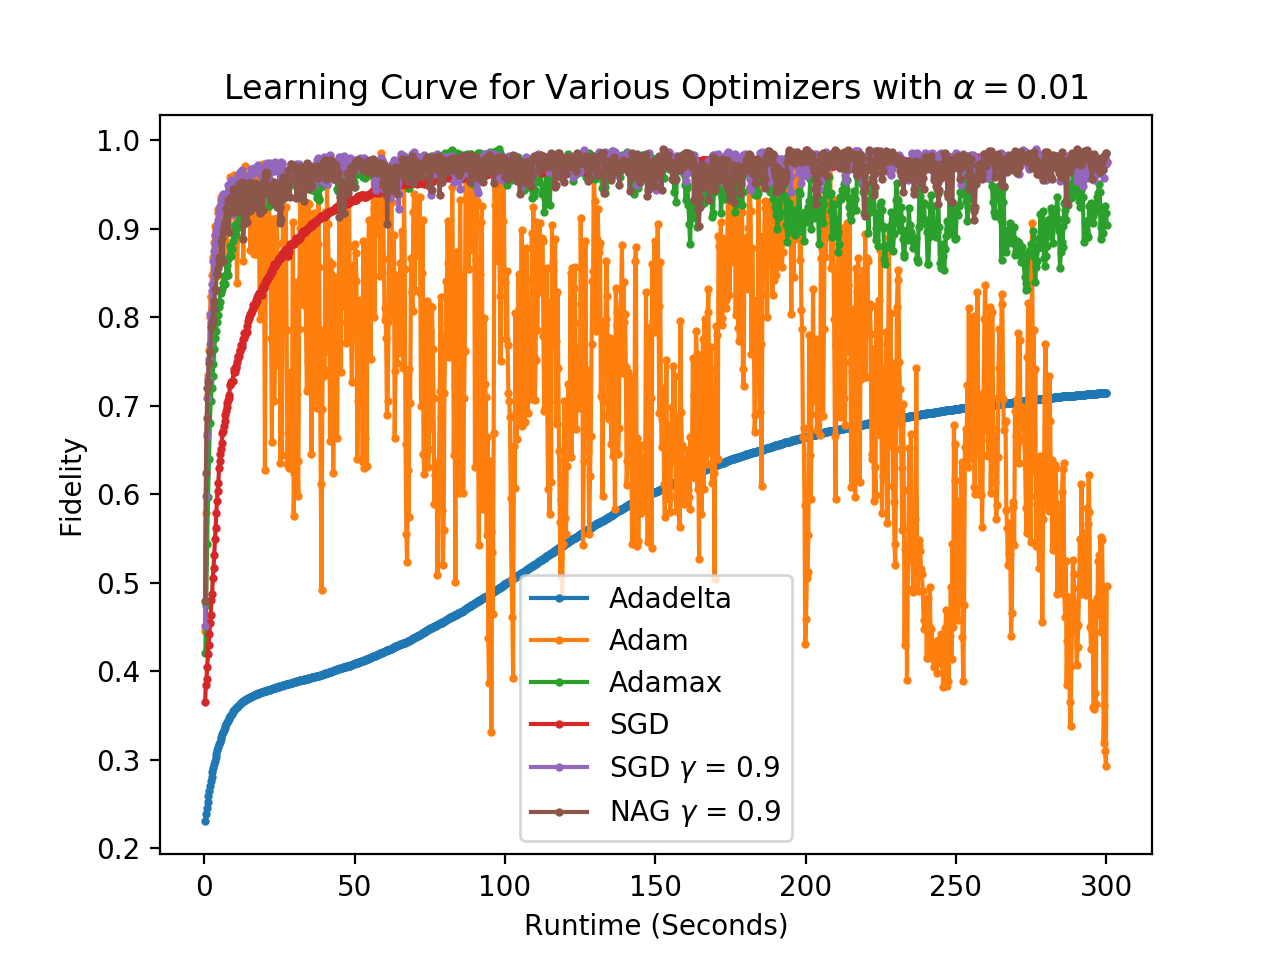 Learning Curve for Various Optimizers with α = 0.01
1.0
0.9
0.8
0.7
0.6
0.5
0.4
0.3
0.2
Fidelity
Adadelta
Adam
Adamax
SGD
SGD γ = 0.9
NAG γ = 0.9
0 50 100 150 200 250 300
Runtime (Seconds)